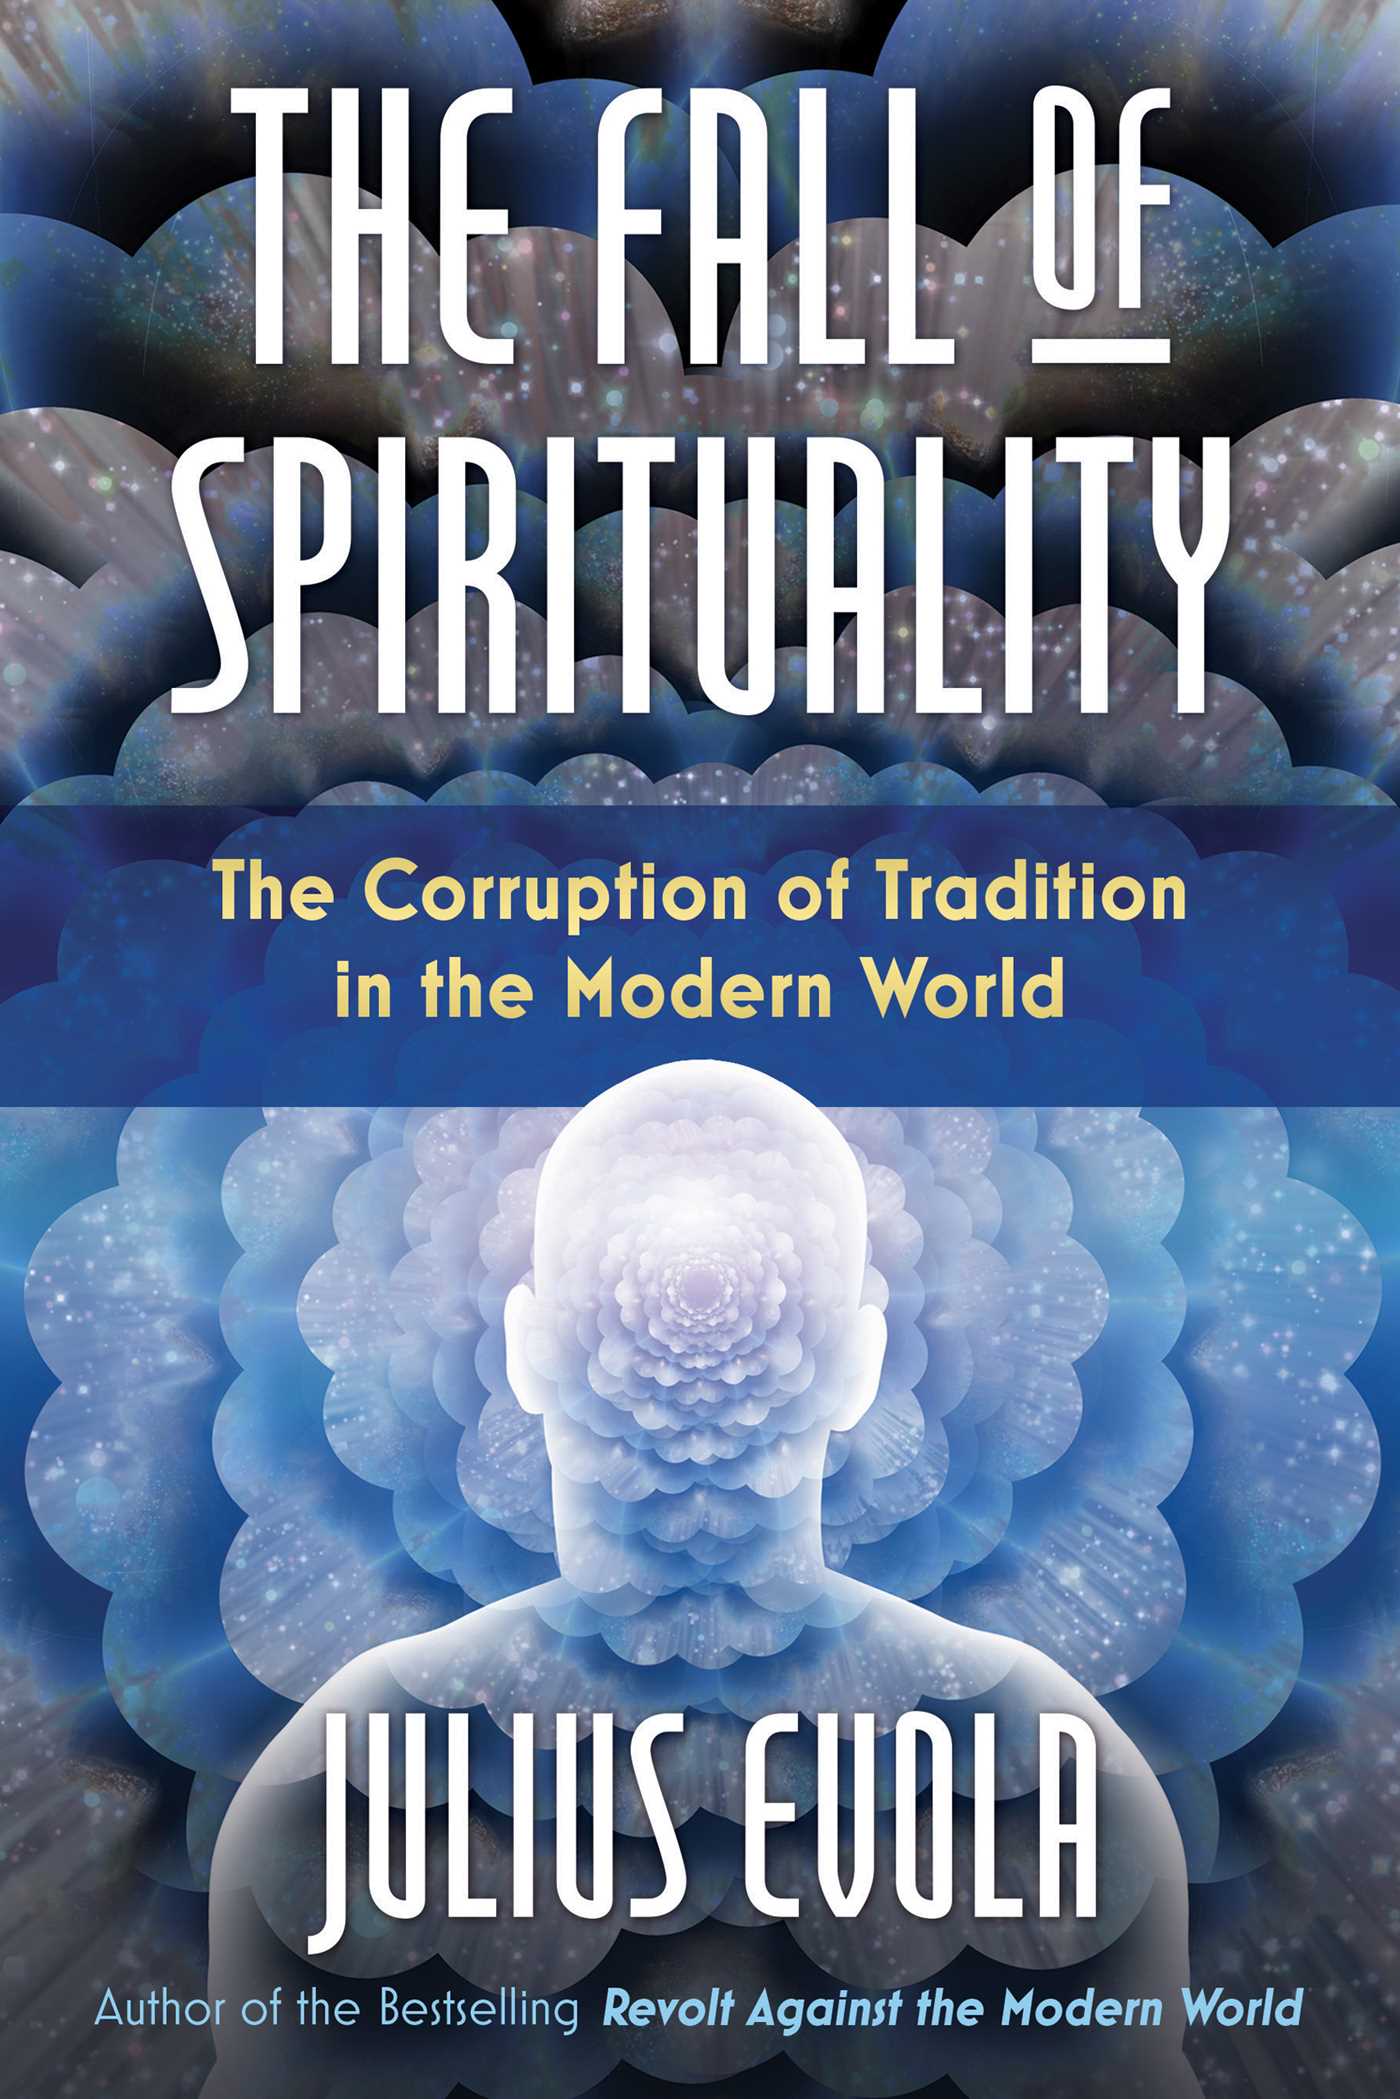 THE FALL OF
SPIRITUALITY
The Corruption of Tradition
in the Modern World
JULIUS EVOLA
Author of the Bestselling Revolt Against the Modern World